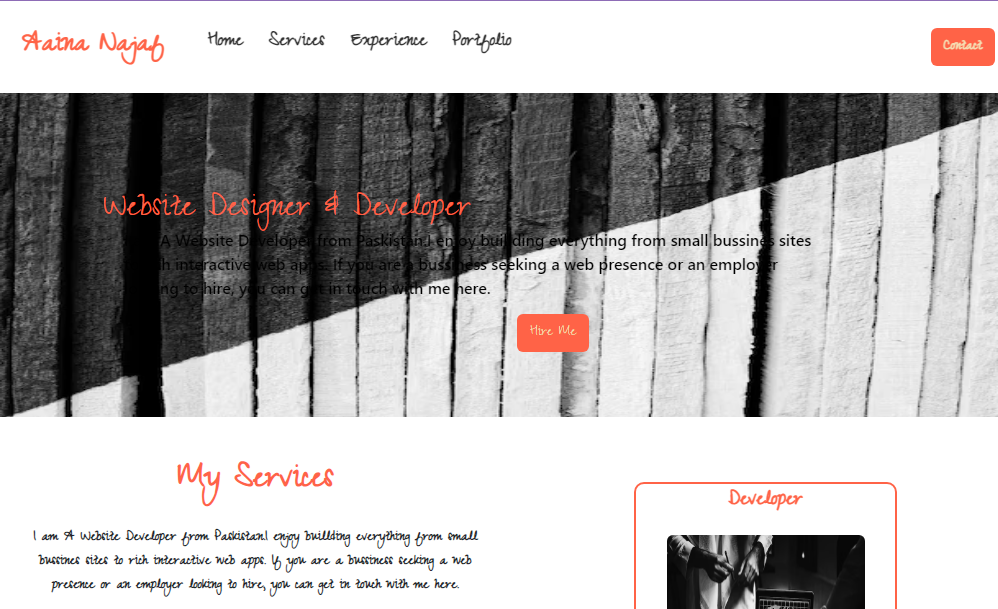 Aaina Najaf
Home Services Experience Portfolio
Contact
Website Designer & Developer
A Website Developer from Paskistan.I enjoy building everything from small bussines sites
h interactive web apps. If you are a bussiness seeking a web presence or an employer
ng to hire, you can get in touch with me here.
Hire Me
My Services
Developer
I am A Website Developer from Paskistan.I enjoy buillding everything from small
bussines sites to rich interactive web apps. If you are a bussiness seeking a web
presence or an employer looking to hire, you can get in touch with me here.